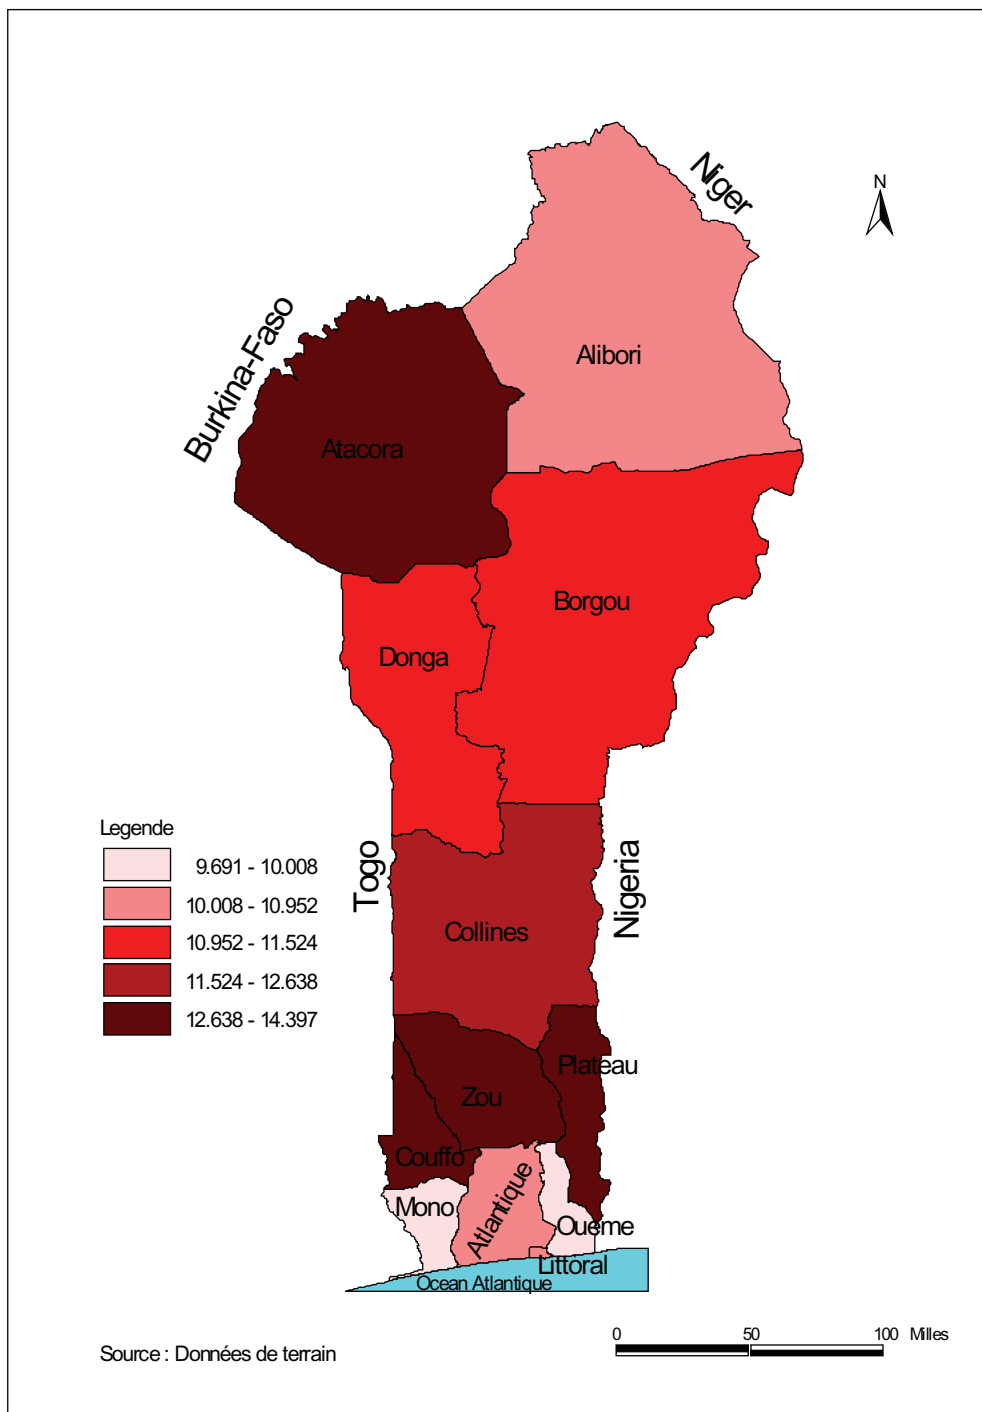 Niger
N
Burkina-Faso
Alibori
Atacora
Borgou
Donga
Legende
9.691 - 10.008
10.008 - 10.952
10.952 - 11.524
11.524 - 12.638
12.638 - 14.397
Togo
Nigeria
Collines
Plateau
Zou
Couffo
Mono
Atlantique
Oueme
Littoral
Ocean Atlantique
0 50 100 Milles
Source : Données de terrain